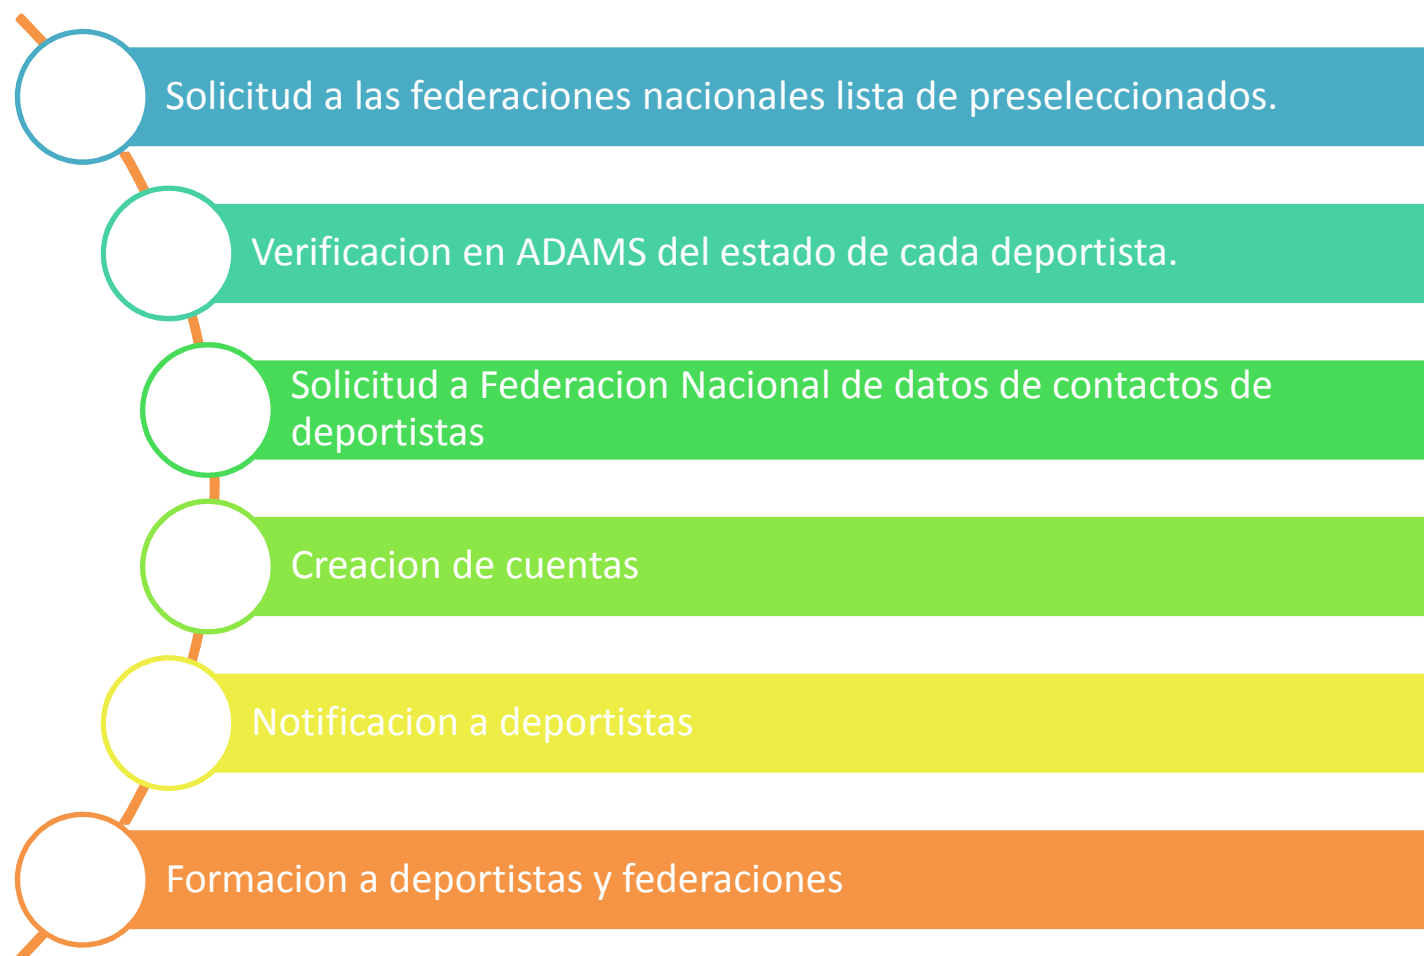 Solicitud a las federaciones nacionales lista de preseleccionados.
Verificacion en ADAMS del estado de cada deportista.
Solicitud a Federacion Nacional de datos de contactos de
deportistas
Creacion de cuentas
Notificacion a deportistas
Formacion a deportistas y federaciones